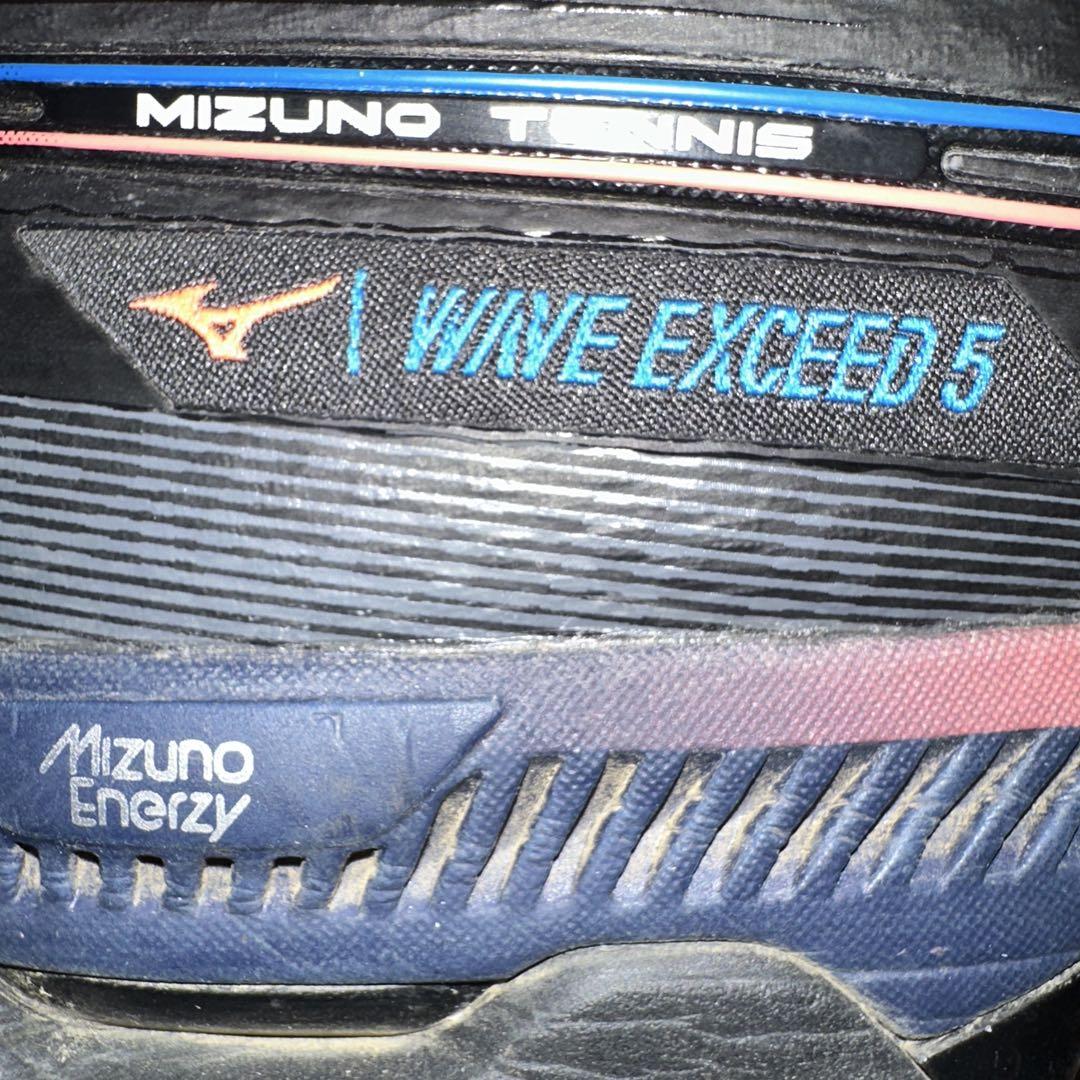 MIZUNO TENNIS
WAVE EXCEED 5
Mizuno
Enerzy